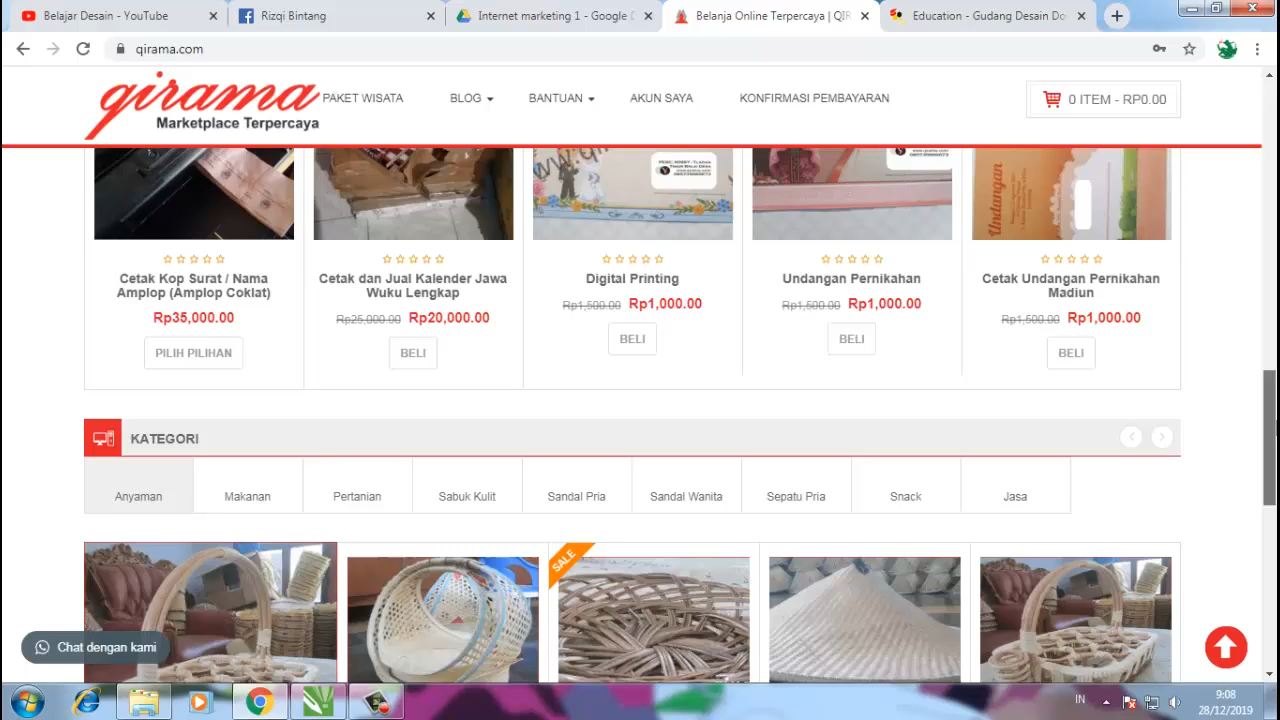 Belajar Desain - YouTube
Rizqi Bintang
Internet marketing 1 - Google D
Belanja Online Terpercaya | QIR
Education - Gudang Desain Do
qirama.com
qirama
Marketplace Terpercaya
PAKET WISATA
BLOG
BANTUAN
AKUN SAYA
KONFIRMASI PEMBAYARAN
0 ITEM - RP0.00
Undangan
Cetak Kop Surat / Nama
Amplop (Amplop Coklat)
Rp35,000.00
PILIH PILIHAN
Cetak dan Jual Kalender Jawa
Wuku Lengkap
Rp25,000.00 Rp20,000.00
BELI
Digital Printing
Rp1,500.00 Rp1,000.00
BELI
Undangan Pernikahan
Rp1,500.00 Rp1,000.00
BELI
Cetak Undangan Pernikahan
Madiun
Rp1,500.00 Rp1,000.00
BELI
KATEGORI
Anyaman
Makanan
Pertanian
Sabuk Kulit
Sandal Pria
Sandal Wanita
Sepatu Pria
Snack
Jasa
SALE
Chat dengan kami
IN
9:08
28/12/2019